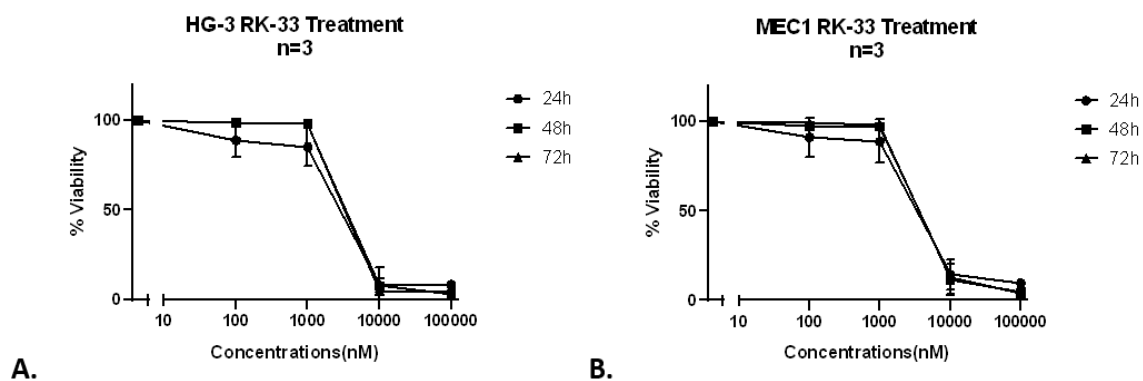 HG-3 RK-33 Treatment
n=3
24h
48h
72h
100
50
0
% Viability
10 100 1000 10000 100000
Concentrations(nM)
A.
MEC1 RK-33 Treatment
n=3
24h
48h
72h
100
50
0
% Viability
10 100 1000 10000 100000
Concentrations(nM)
B.